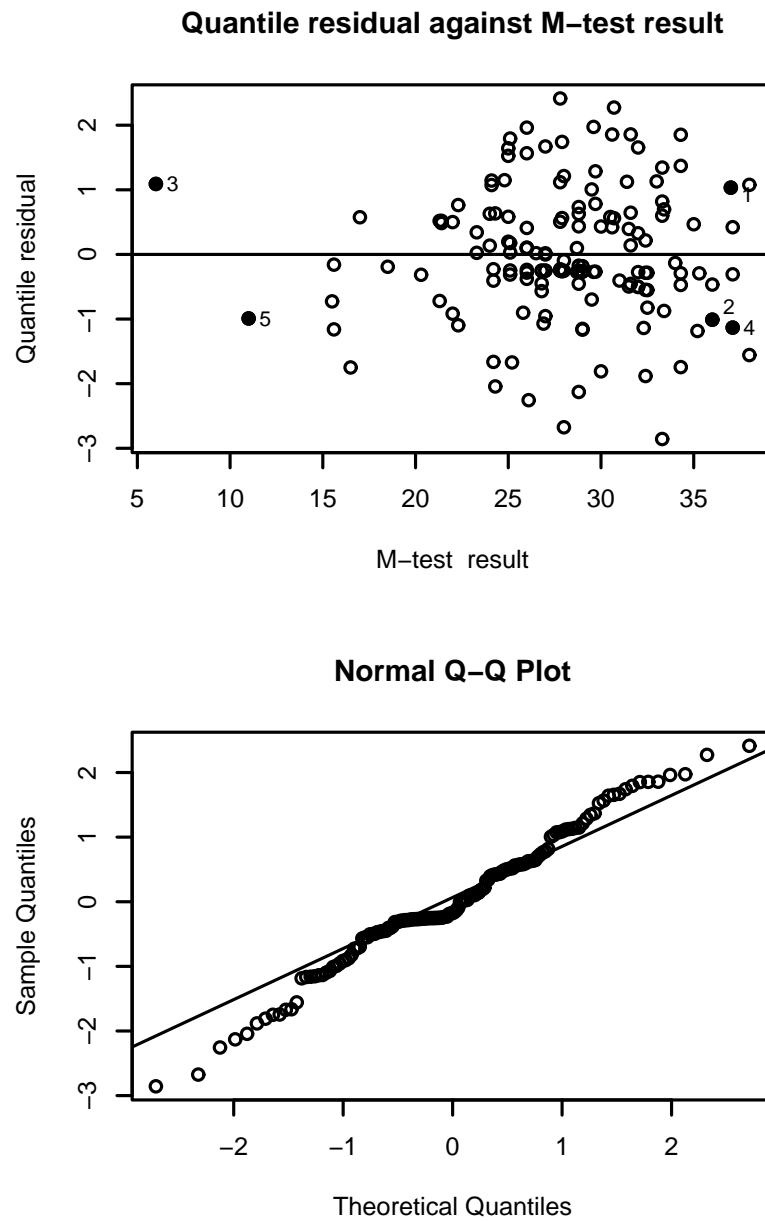 Quantile residual against M−test result
2
1
0
−1
−2
−3
Quantile residual
3
5
1
2
4
5 10 15 20 25 30 35
M−test result
Normal Q−Q Plot
2
1
0
−1
−2
−3
Sample Quantiles
−2 −1 0 1 2
Theoretical Quantiles